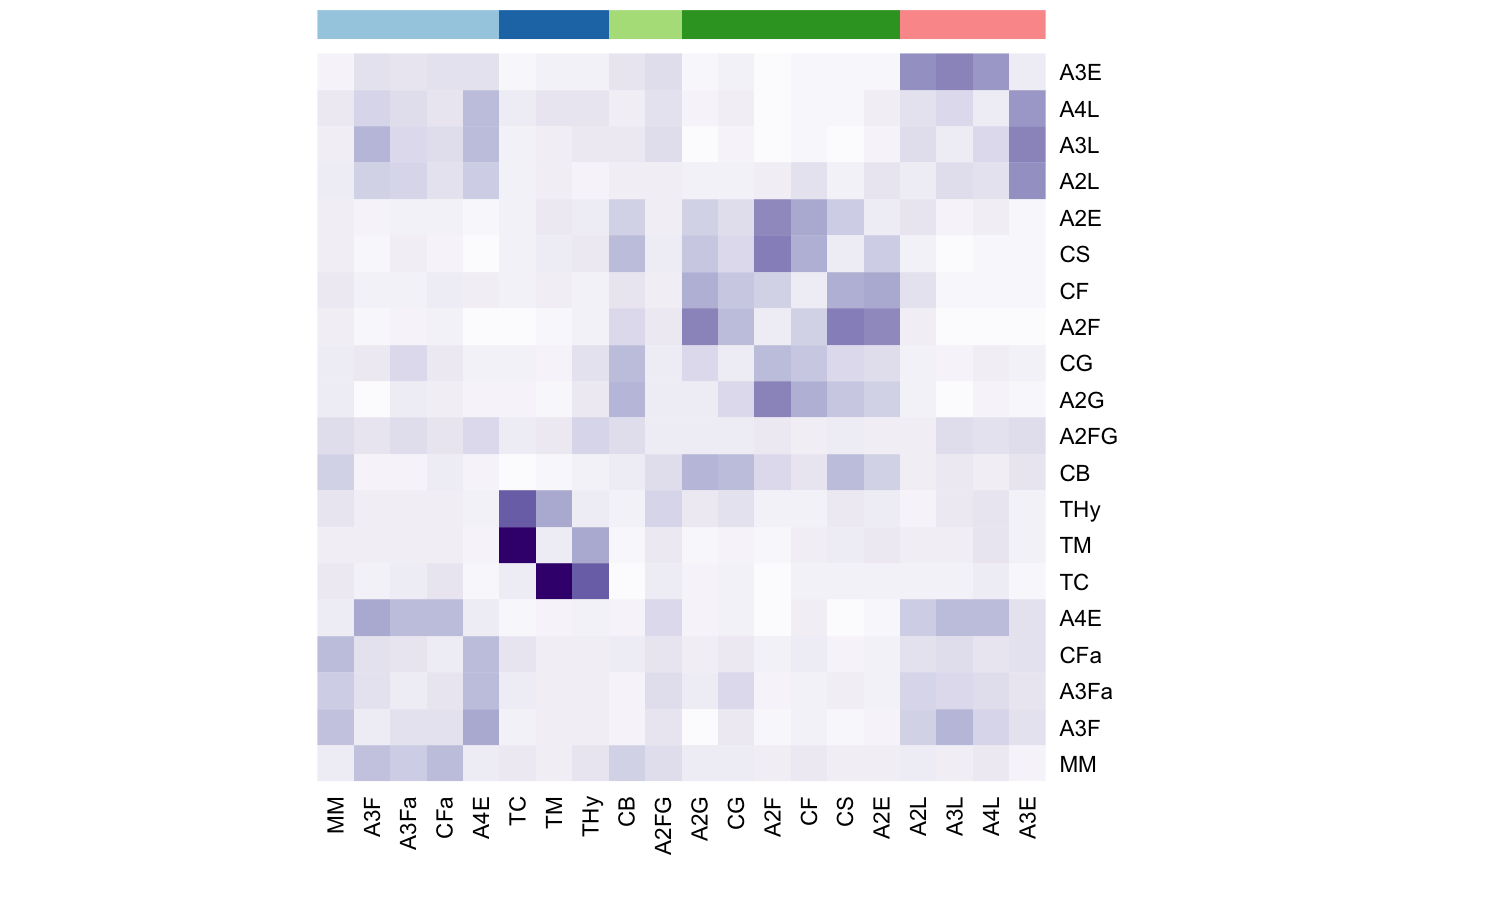 A3E
A4L
A3L
A2L
A2E
CS
CF
A2F
CG
A2G
A2FG
CB
THy
TM
TC
A4E
CFa
A3Fa
A3F
MM
MM A3F A3Fa CFa A4E TC TM THy CB A2FG A2G CG A2F CF CS A2E A2L A3L A4L A3E